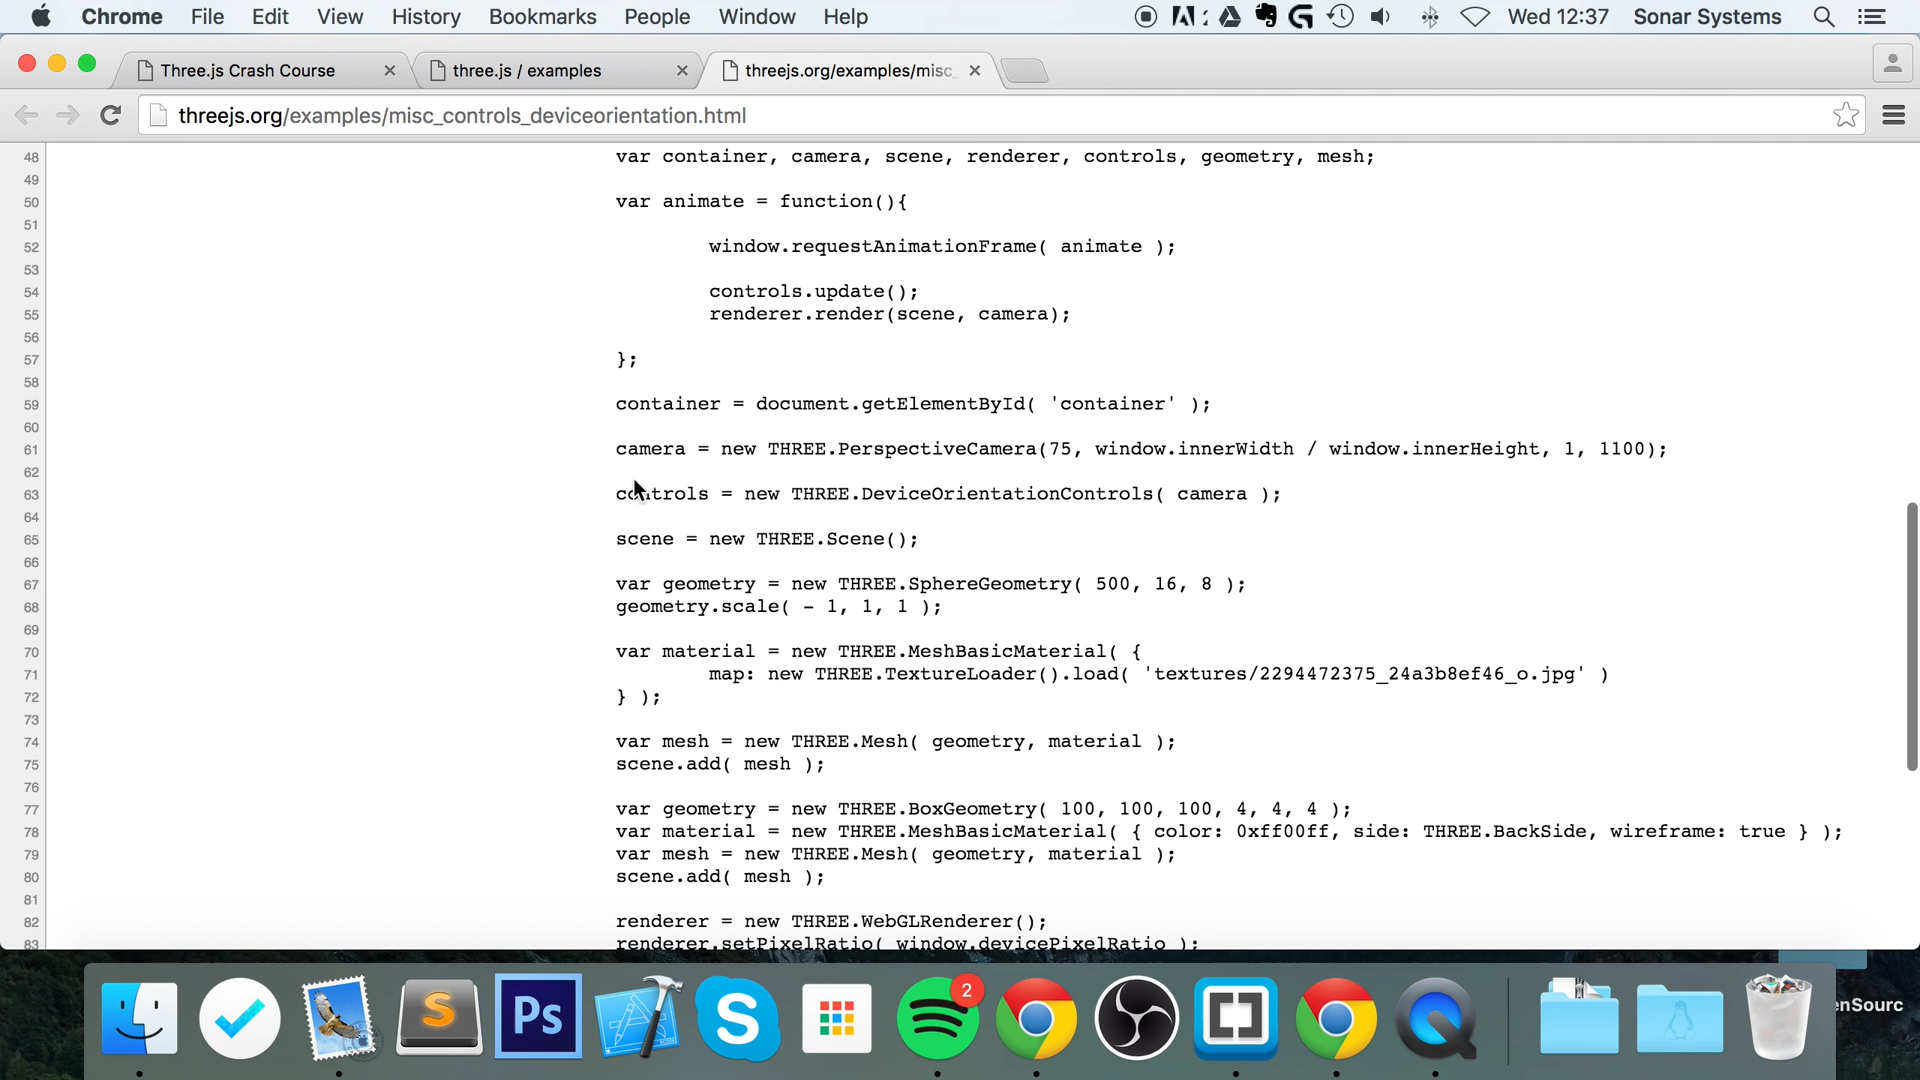 Chrome File Edit View History Bookmarks People Window Help Wed 12:37 Sonar Systems
Three.js Crash Course three.js / examples threejs.org/examples/misc_
threejs.org/examples/misc_controls_deviceorientation.html
48 var container, camera, scene, renderer, controls, geometry, mesh;
49
50 var animate = function(){
51
52 window.requestAnimationFrame( animate );
53
54 controls.update();
55 renderer.render(scene, camera);
56
57 };
58
59 container = document.getElementById( 'container' );
60
61 camera = new THREE.PerspectiveCamera(75, window.innerWidth / window.innerHeight, 1, 1100);
62
63 controls = new THREE.DeviceOrientationControls( camera );
64
65 scene = new THREE.Scene();
66
67 var geometry = new THREE.SphereGeometry( 500, 16, 8 );
68 geometry.scale( - 1, 1, 1 );
69
70 var material = new THREE.MeshBasicMaterial( {
71 map: new THREE.TextureLoader().load( 'textures/2294472375_24a3b8ef46_o.jpg' )
72 } );
73
74 var mesh = new THREE.Mesh( geometry, material );
75 scene.add( mesh );
76
77 var geometry = new THREE.BoxGeometry( 100, 100, 100, 4, 4, 4 );
78 var material = new THREE.MeshBasicMaterial( { color: 0xff00ff, side: THREE.BackSide, wireframe: true } );
79 var mesh = new THREE.Mesh( geometry, material );
80 scene.add( mesh );
81
82 renderer = new THREE.WebGLRenderer();
83 renderer.setPixelRatio( window.devicePixelRatio );
S Ps S 2
enSourc